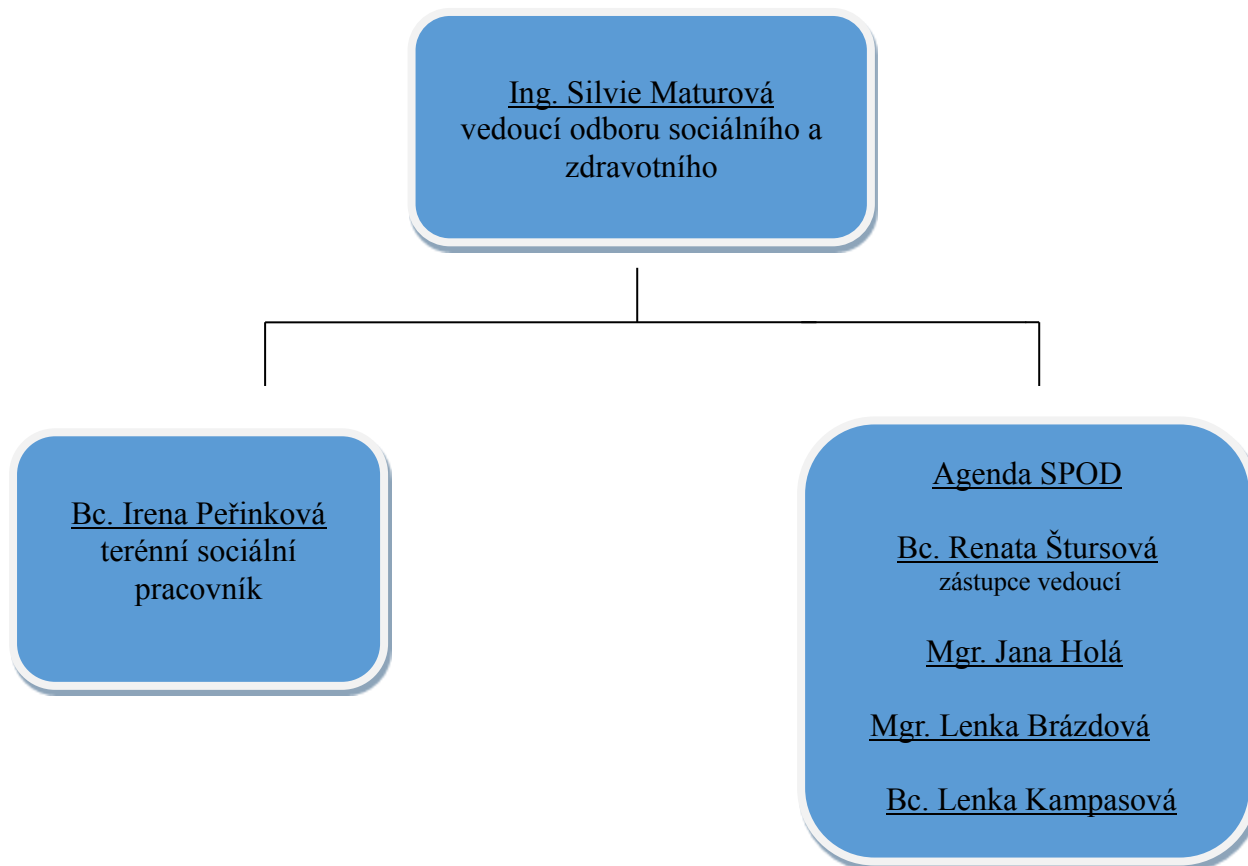 Ing. Silvie Maturová
vedoucí odboru sociálního a
zdravotního
Bc. Irena Peřinková
terénní sociální
pracovník
Agenda SPOD
Bc. Renata Štursová
zástupce vedoucí
Mgr. Jana Holá
Mgr. Lenka Brázdová
Bc. Lenka Kampasová